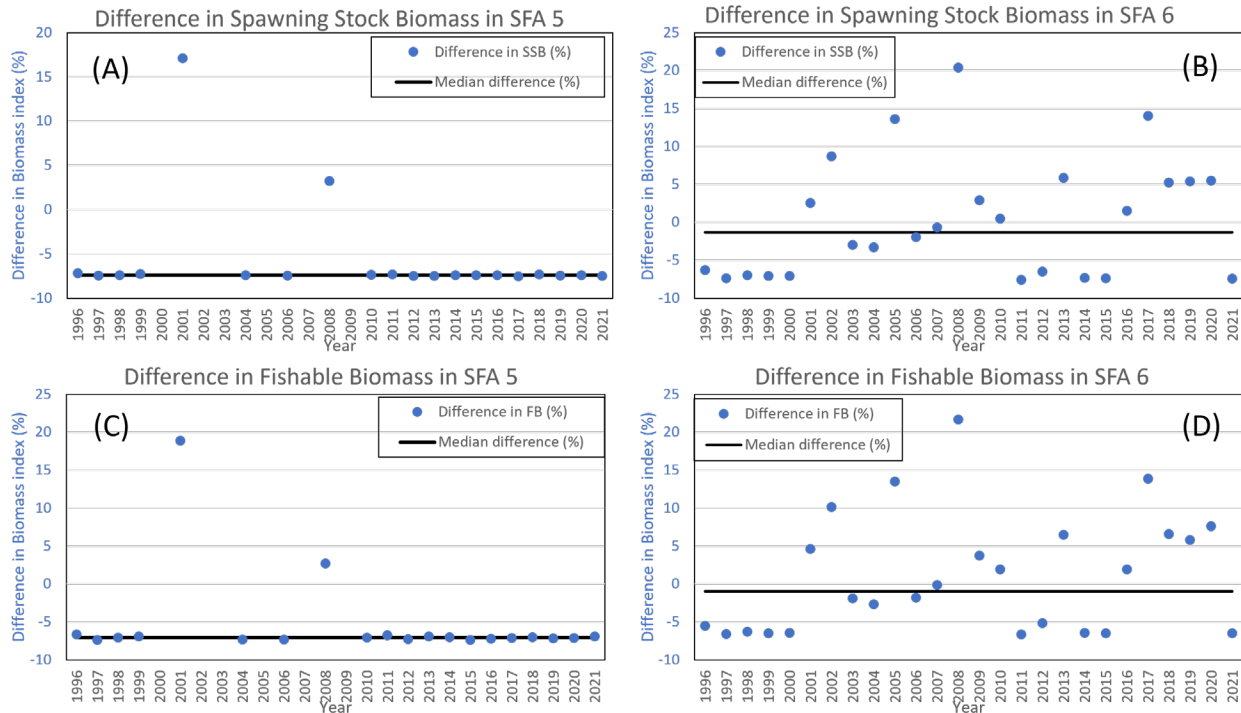 Difference in Spawning Stock Biomass in SFA 5
(A)
Difference in SSB (%)
Median difference (%)
Difference in Biomass index (%)
20
15
10
5
0
-5
-10
1996 1997 1998 1999 2000 2001 2002 2003 2004 2005 2006 2007 2008 2009 2010 2011 2012 2013 2014 2015 2016 2017 2018 2019 2020 2021
Year
Difference in Spawning Stock Biomass in SFA 6
(B)
Difference in SSB (%)
Median difference (%)
Difference in Biomass index (%)
25
20
15
10
5
0
-5
-10
1996 1997 1998 1999 2000 2001 2002 2003 2004 2005 2006 2007 2008 2009 2010 2011 2012 2013 2014 2015 2016 2017 2018 2019 2020 2021
Year
Difference in Fishable Biomass in SFA 5
(C)
Difference in FB (%)
Median difference (%)
Difference in Biomass index (%)
25
20
15
10
5
0
-5
-10
1996 1997 1998 1999 2000 2001 2002 2003 2004 2005 2006 2007 2008 2009 2010 2011 2012 2013 2014 2015 2016 2017 2018 2019 2020 2021
Year
Difference in Fishable Biomass in SFA 6
(D)
Difference in FB (%)
Median difference (%)
Difference in Biomass index (%)
25
20
15
10
5
0
-5
-10
1996 1997 1998 1999 2000 2001 2002 2003 2004 2005 2006 2007 2008 2009 2010 2011 2012 2013 2014 2015 2016 2017 2018 2019 2020 2021
Year